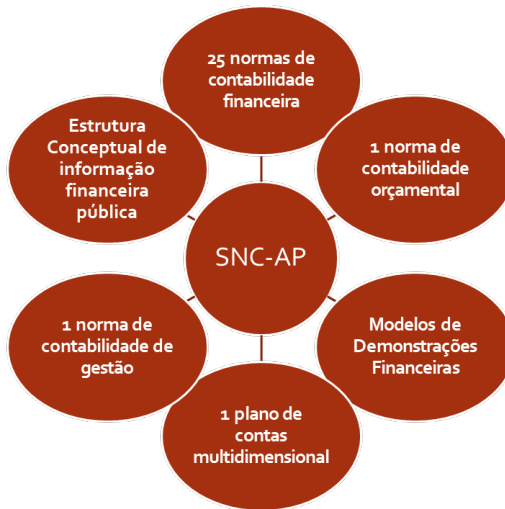 25 normas de
contabilidade
financeira
1 norma de
contabilidade
orçamental
Modelos de
Demonstrações
Financeiras
1 plano de
contas
multidimensional
1 norma de
contabilidade de
gestão
Estrutura
Conceptual de
informação
financeira
pública
SNC-AP